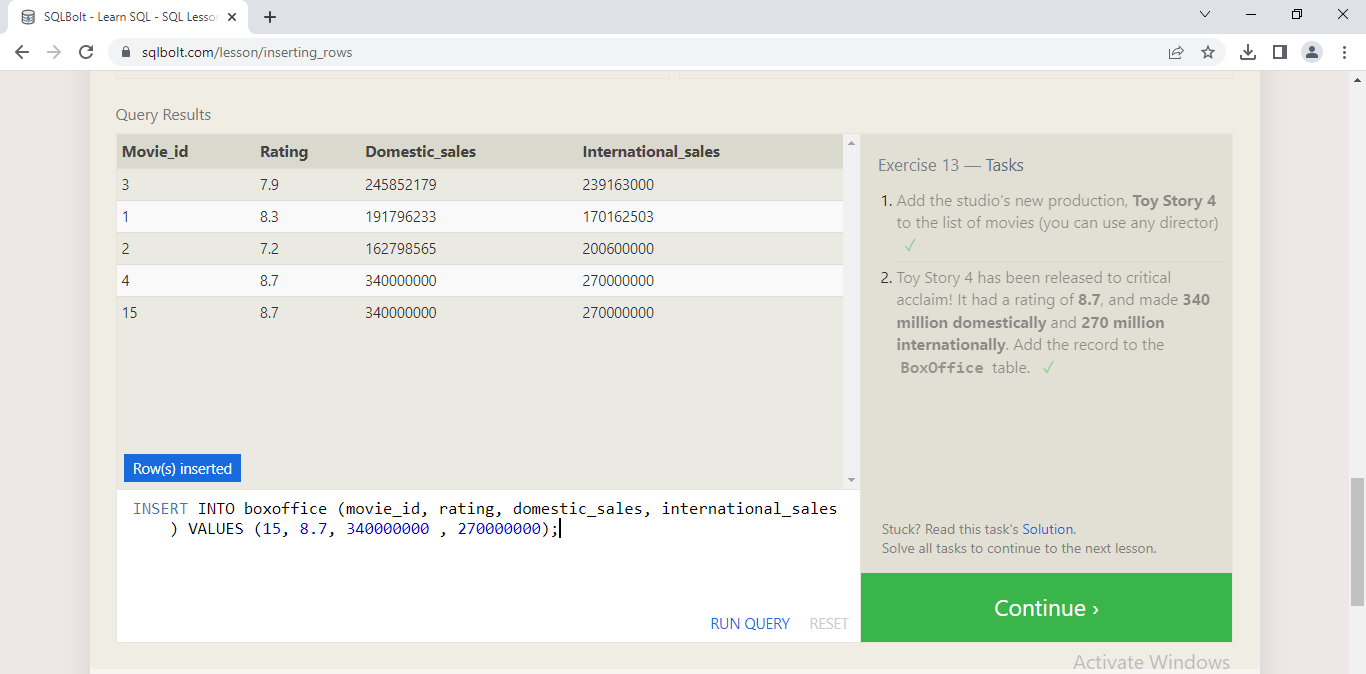 SQLBolt - Learn SQL - SQL Lesson
sqlbolt.com/lesson/inserting_rows
Query Results
Movie_id Rating Domestic_sales International_sales
3 7.9 245852179 239163000
1 8.3 191796233 170162503
2 7.2 162798565 200600000
4 8.7 340000000 270000000
15 8.7 340000000 270000000
Row(s) inserted
INSERT INTO boxoffice (movie_id, rating, domestic_sales, international_sales
) VALUES (15, 8.7, 340000000 , 270000000);
RUN QUERY RESET
Exercise 13 — Tasks
1. Add the studio's new production, Toy Story 4
to the list of movies (you can use any director)
✓
2. Toy Story 4 has been released to critical
acclaim! It had a rating of 8.7, and made 340
million domestically and 270 million
internationally. Add the record to the
BoxOffice table. ✓
Stuck? Read this task's Solution.
Solve all tasks to continue to the next lesson.
Continue ›
Activate Windows